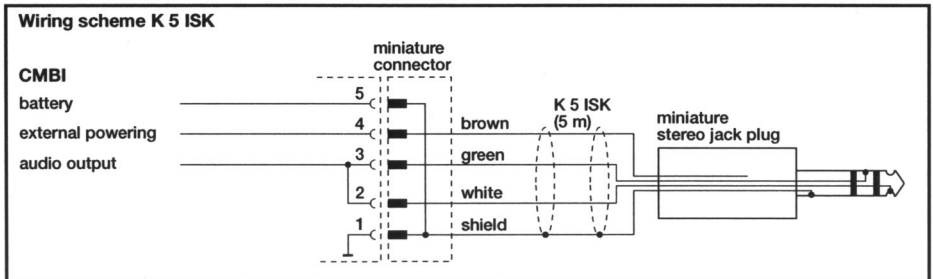 Wiring scheme K 5 ISK
miniature
connector
CMBI
battery
5
external powering
4
brown
K 5 ISK
(5 m)
miniature
stereo jack plug
audio output
3
green
2
white
1
shield